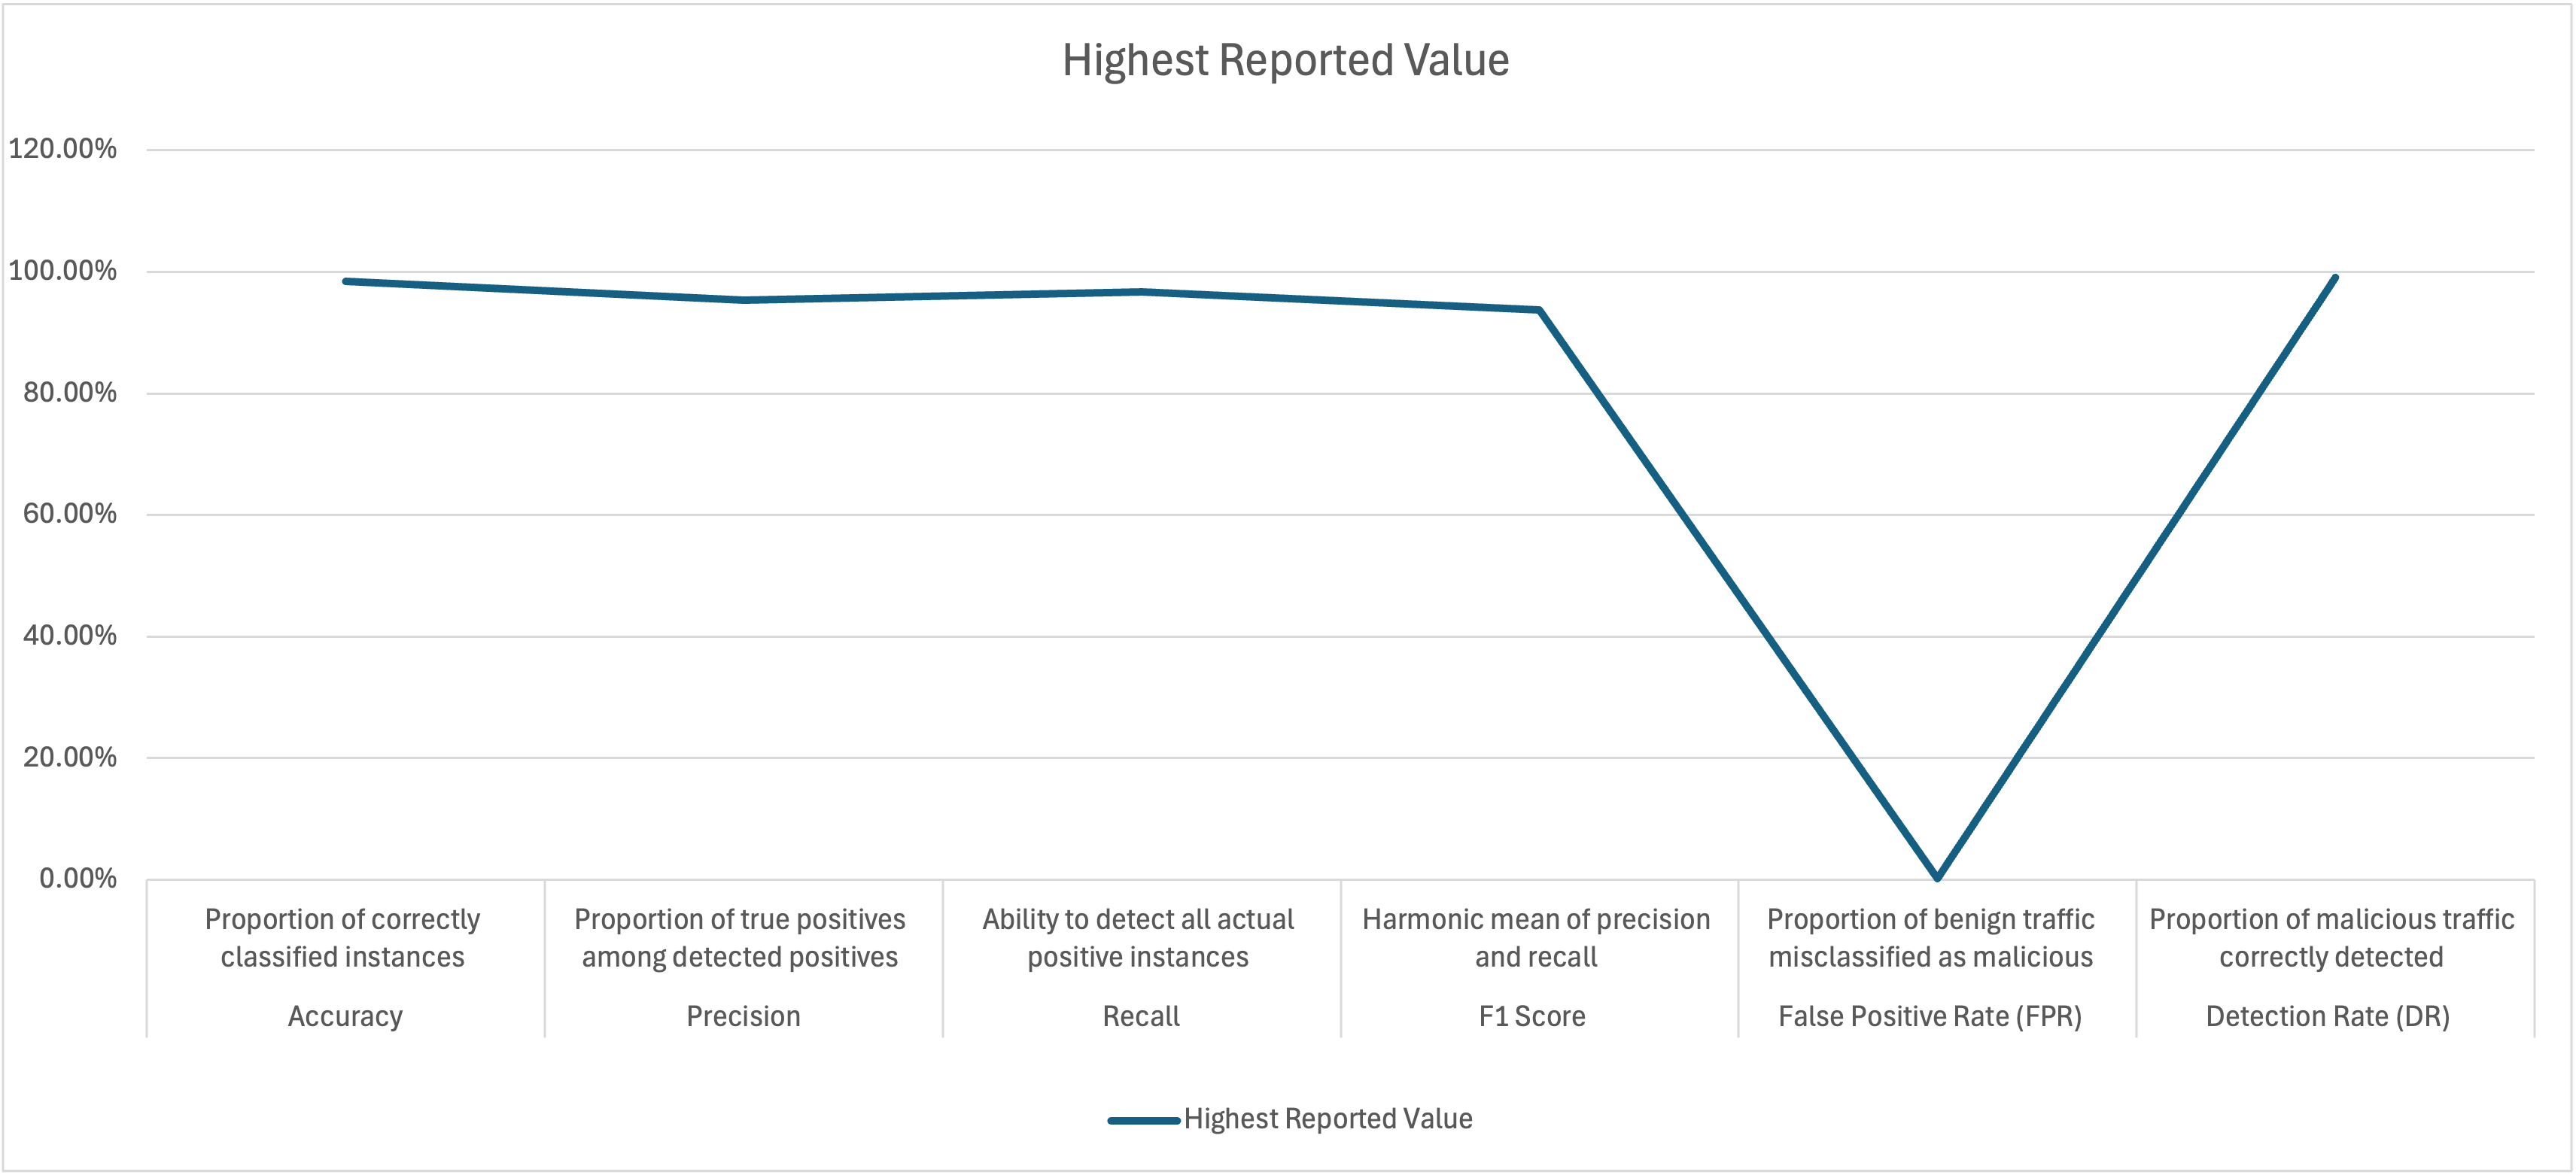 Highest Reported Value
120.00%
100.00%
80.00%
60.00%
40.00%
20.00%
0.00%
Proportion of correctly
classified instances
Accuracy
Proportion of true positives
among detected positives
Precision
Ability to detect all actual
positive instances
Recall
Harmonic mean of precision
and recall
F1 Score
Proportion of benign traffic
misclassified as malicious
False Positive Rate (FPR)
Proportion of malicious traffic
correctly detected
Detection Rate (DR)
Highest Reported Value